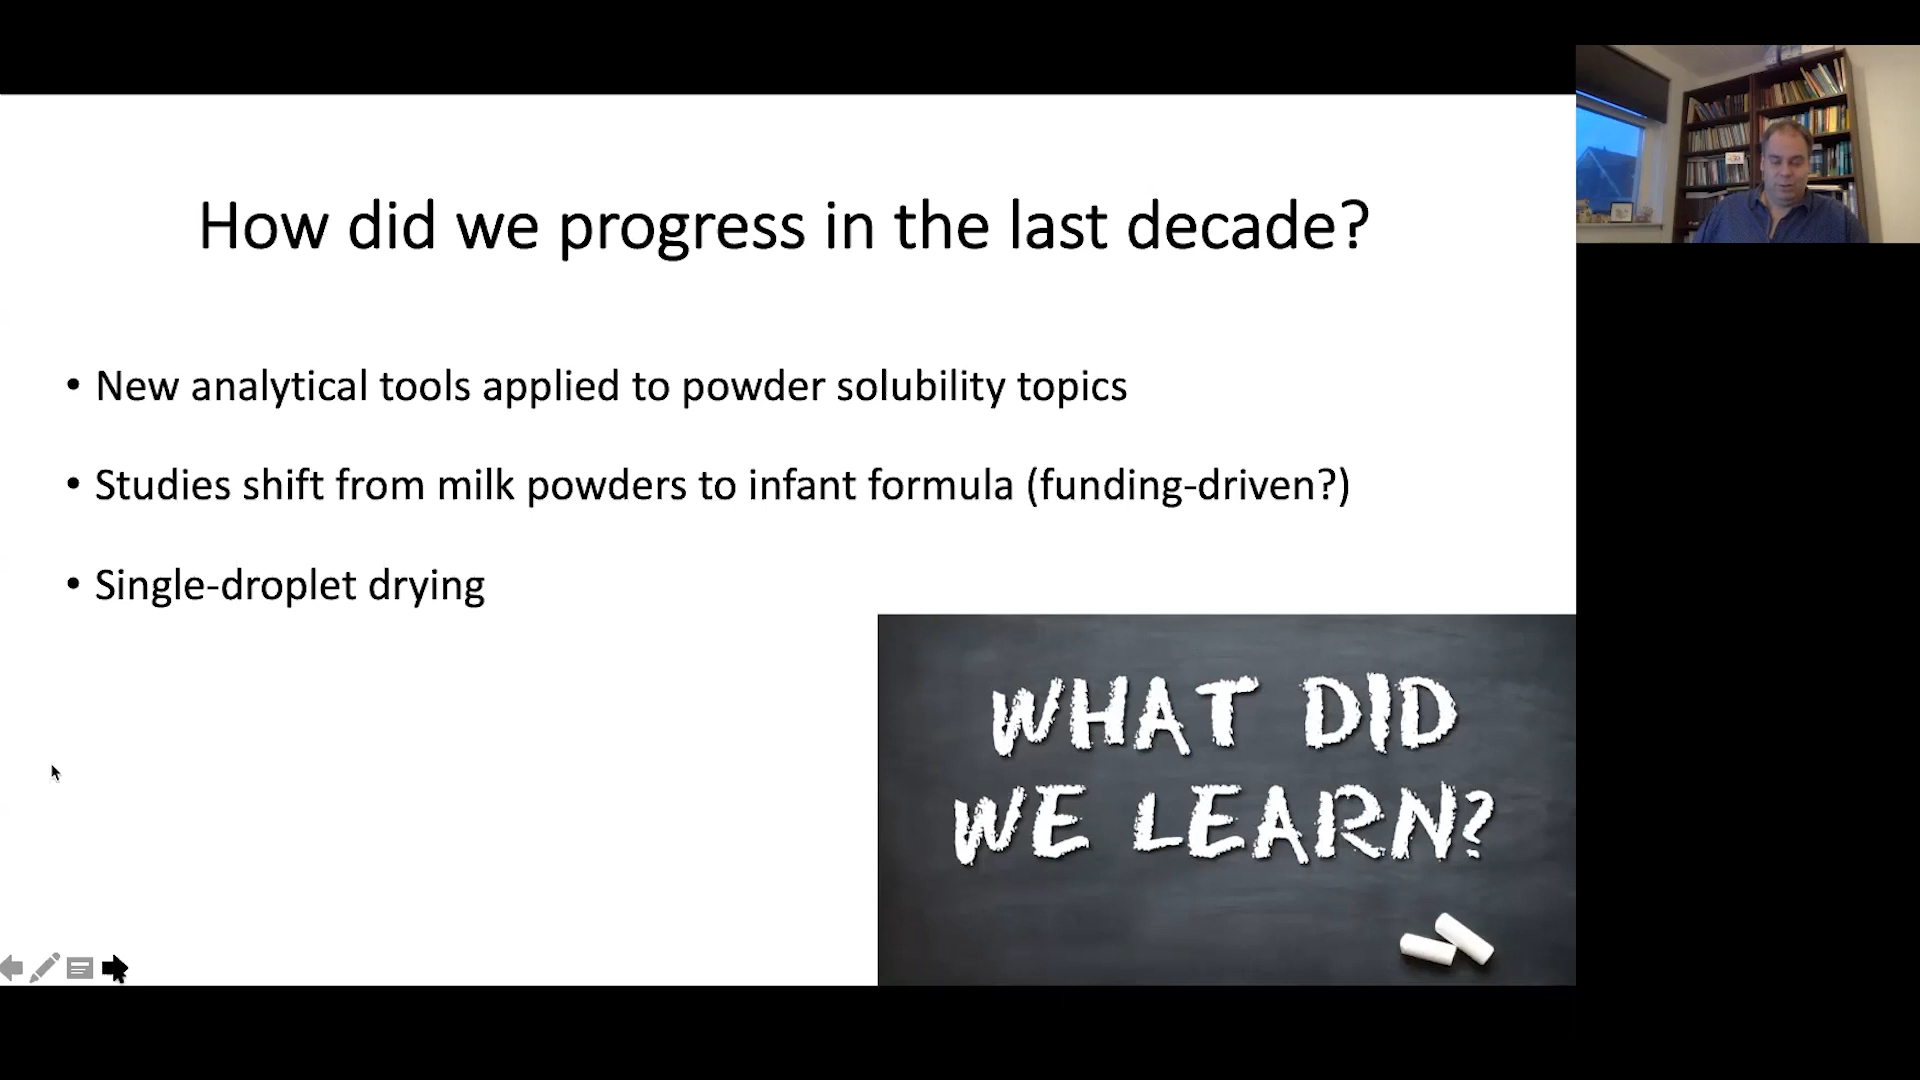 How did we progress in the last decade?
• New analytical tools applied to powder solubility topics
• Studies shift from milk powders to infant formula (funding-driven?)
• Single-droplet drying
WHAT DID
WE LEARN?